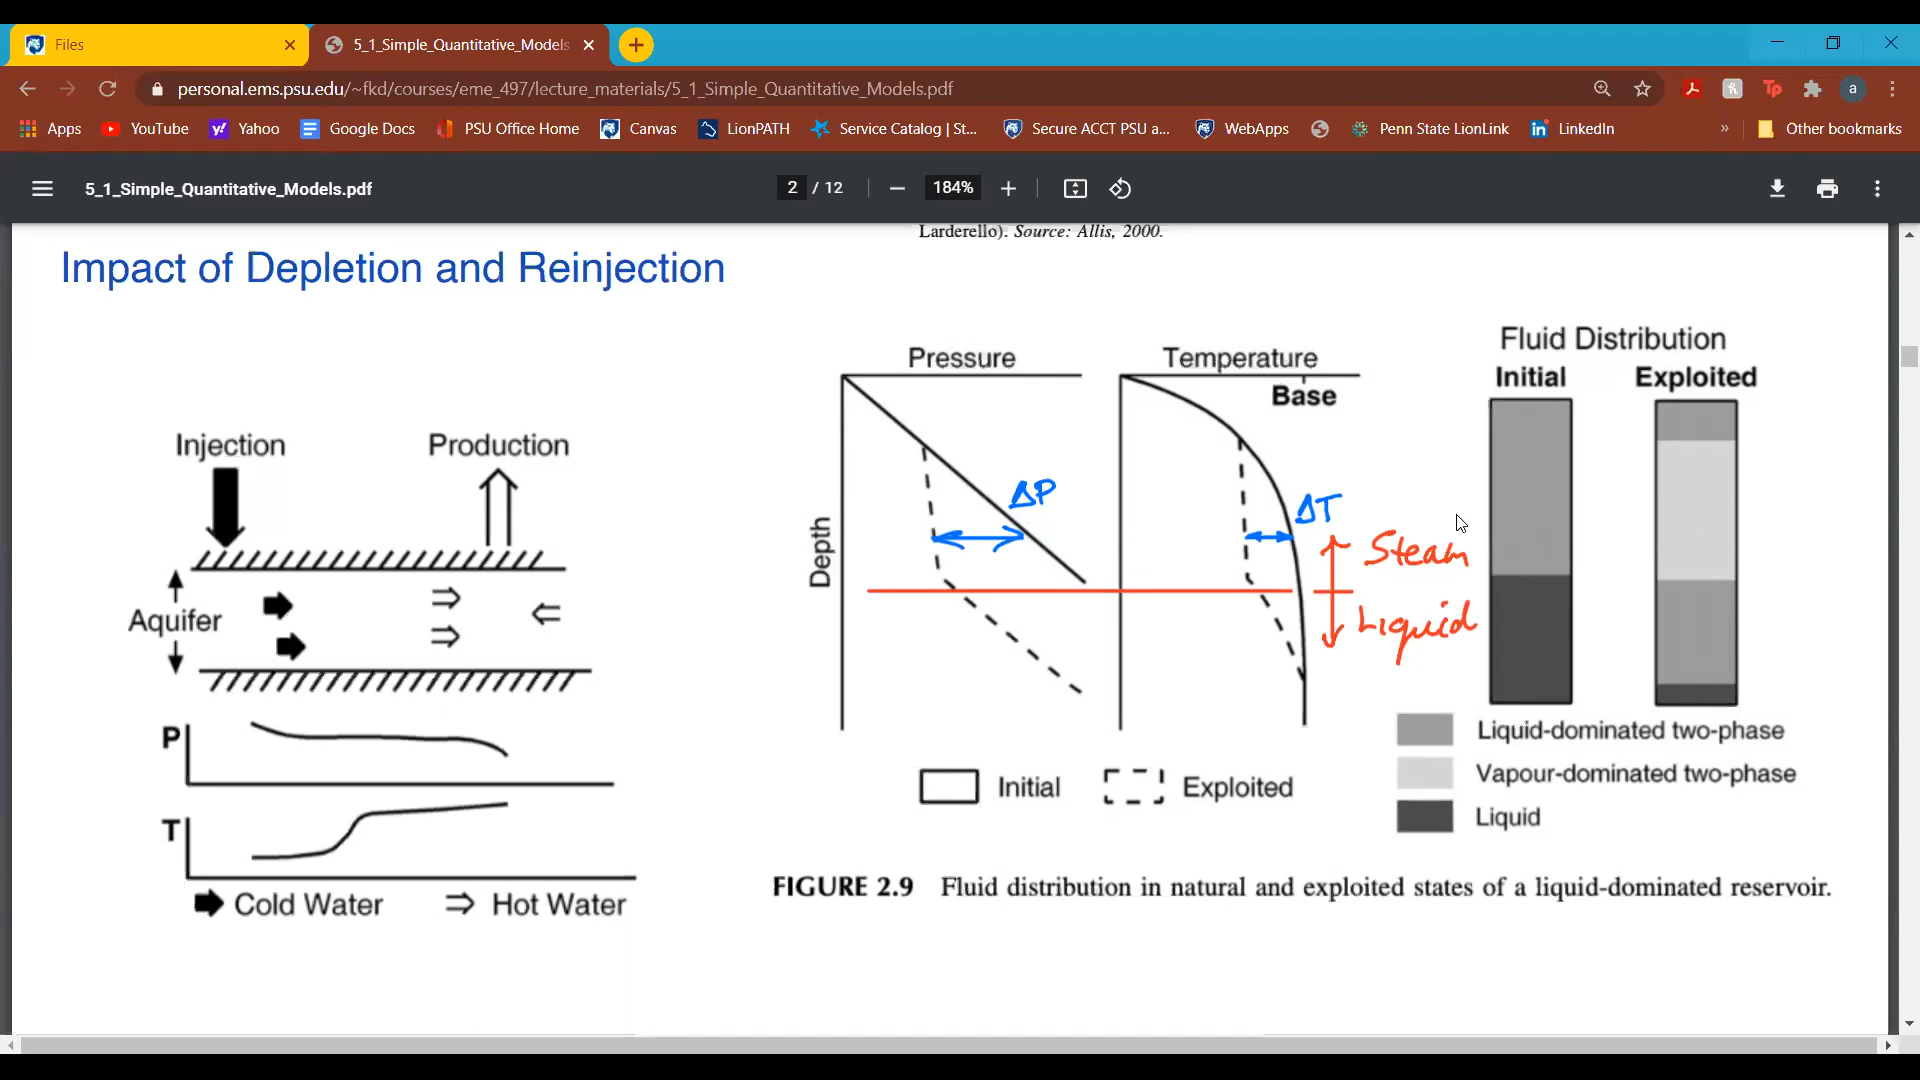 Files
5_1_Simple_Quantitative_Models
personal.ems.psu.edu/~fkd/courses/eme_497/lecture_materials/5_1_Simple_Quantitative_Models.pdf
a
Apps YouTube Yahoo Google Docs PSU Office Home Canvas LionPATH Service Catalog | St... Secure ACCT PSU a... WebApps Penn State LionLink LinkedIn » Other bookmarks
5_1_Simple_Quantitative_Models.pdf
2 / 12 184%
Larderello). Source: Allis, 2000.
Impact of Depletion and Reinjection
Injection Production
Aquifer
P
T
Cold Water Hot Water
Pressure Temperature
Base
Depth
ΔP
ΔT
Steam
Liquid
Initial Exploited
Fluid Distribution
Initial Exploited
Liquid-dominated two-phase
Vapour-dominated two-phase
Liquid
FIGURE 2.9 Fluid distribution in natural and exploited states of a liquid-dominated reservoir.